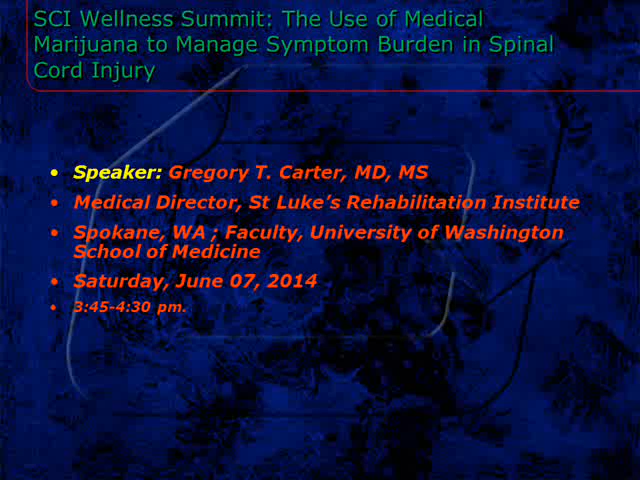 SCI Wellness Summit: The Use of Medical
Marijuana to Manage Symptom Burden in Spinal
Cord Injury
• Speaker: Gregory T. Carter, MD, MS
• Medical Director, St Luke’s Rehabilitation Institute
• Spokane, WA ; Faculty, University of Washington
School of Medicine
• Saturday, June 07, 2014
• 3:45-4:30 pm.